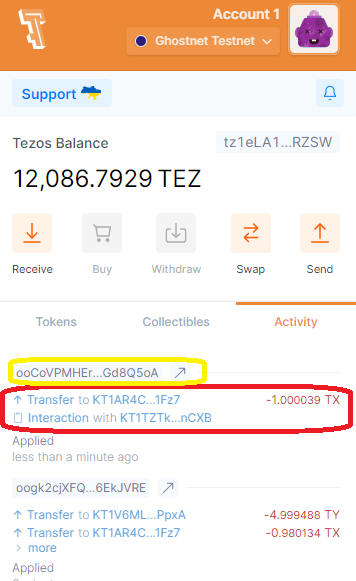 Account 1
Ghostnet Testnet
Support
Tezos Balance
tz1eLA1...RZSW
12,086.7929 TEZ
Receive
Buy
Withdraw
Swap
Send
Tokens
Collectibles
Activity
ooCoVPMHEr...Gd8Q5oA
Transfer to KT1AR4C...1Fz7
-1.000039 TX
Interaction with KT1TZTk...nCXB
Applied
less than a minute ago
oogk2cjXFQ...6EkJVRE
Transfer to KT1V6ML...PpxA
-4.999488 TY
Transfer to KT1AR4C...1Fz7
-0.980134 TX
> more
Applied